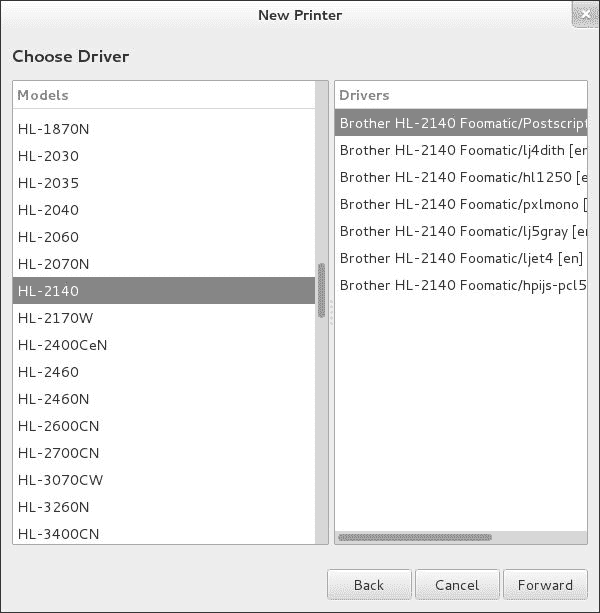 New Printer
Choose Driver
Models
HL-1870N
HL-2030
HL-2035
HL-2040
HL-2060
HL-2070N
HL-2140
HL-2170W
HL-2400CeN
HL-2460
HL-2460N
HL-2600CN
HL-2700CN
HL-3070CW
HL-3260N
HL-3400CN
Drivers
Brother HL-2140 Foomatic/Postscript
Brother HL-2140 Foomatic/lj4dith [en
Brother HL-2140 Foomatic/hl1250 [e
Brother HL-2140 Foomatic/pxlmono [
Brother HL-2140 Foomatic/lj5gray [en
Brother HL-2140 Foomatic/ljet4 [en]
Brother HL-2140 Foomatic/hpijs-pcl5
Back Cancel Forward